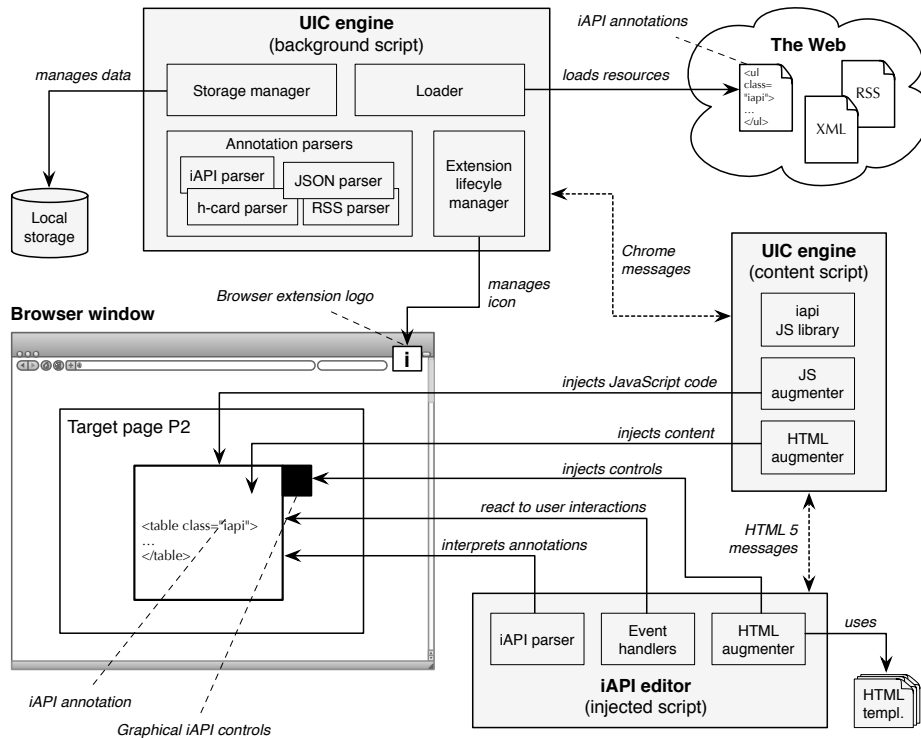 UIC engine
(background script)
iAPI annotations
The Web
manages data
Storage manager
Loader
loads resources
<ul
class=
"iapi">
...
</ul>
RSS
XML
Annotation parsers
iAPI parser
JSON parser
h-card parser
RSS parser
Extension
lifecyle
manager
Local
storage
Chrome
messages
UIC engine
(content script)
iapi
JS library
JS
augmenter
HTML
augmenter
manages
icon
Browser extension logo
Browser window
i
injects JavaScript code
Target page P2
injects content
injects controls
<table class="iapi">
...
</table>
react to user interactions
interprets annotations
HTML 5
messages
iAPI parser
Event
handlers
HTML
augmenter
uses
iAPI editor
(injected script)
HTML
templ.
iAPI annotation
Graphical iAPI controls